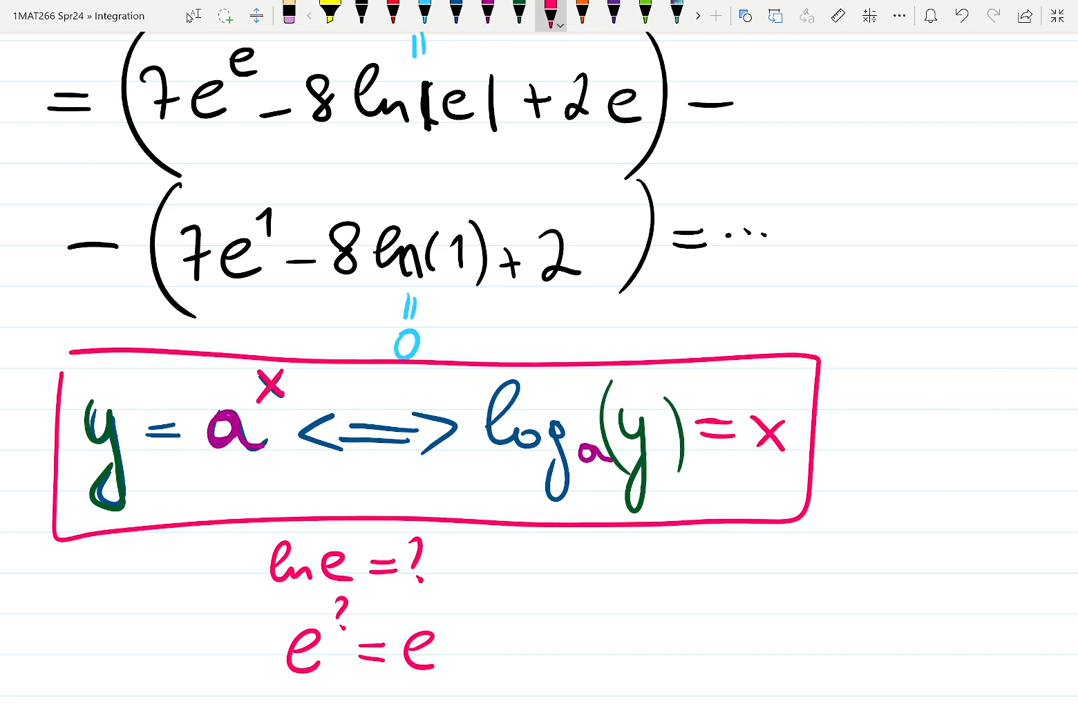 1MAT266 Spr24 » Integration
= (7e^e - 8 ln|e| + 2e) -
- (7e^1 - 8 ln(1) + 2) = ...
=
0
y = a^x <=> log_a(y) = x
ln e = ?
e^? = e